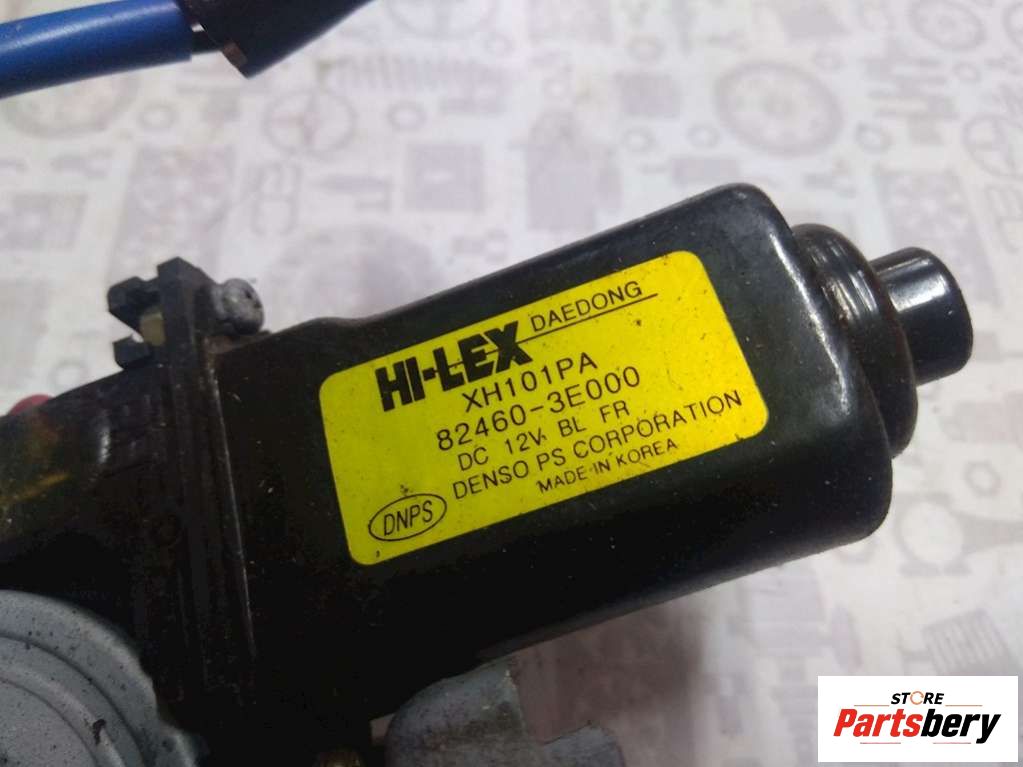 HI-LEX DAEDONG
XH101PA
82460-3E000
DC 12V, BL FR
DENSO PS CORPORATION
DNPS
MADE IN KOREA
STORE
Partsbery